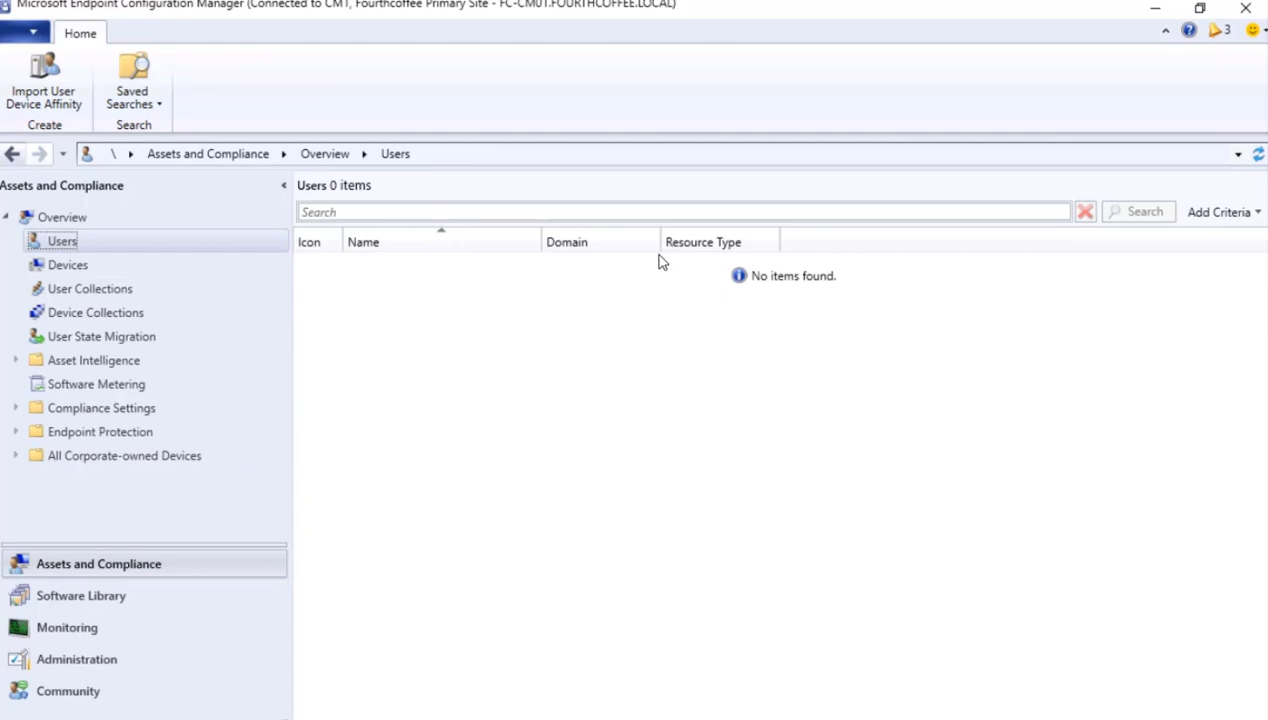 Microsoft Endpoint Configuration Manager (Connected to CMT, Fourthcoffee Primary Site - FC-CM01.FOURTHCOFFEE.LOCAL)
Home
3
Import User
Device Affinity
Saved
Searches
Create
Search
\ Assets and Compliance Overview Users
Assets and Compliance
Overview
Users
Devices
User Collections
Device Collections
User State Migration
Asset Intelligence
Software Metering
Compliance Settings
Endpoint Protection
All Corporate-owned Devices
Assets and Compliance
Software Library
Monitoring
Administration
Community
Users 0 items
Search
Search
Add Criteria
Icon Name Domain Resource Type
No items found.